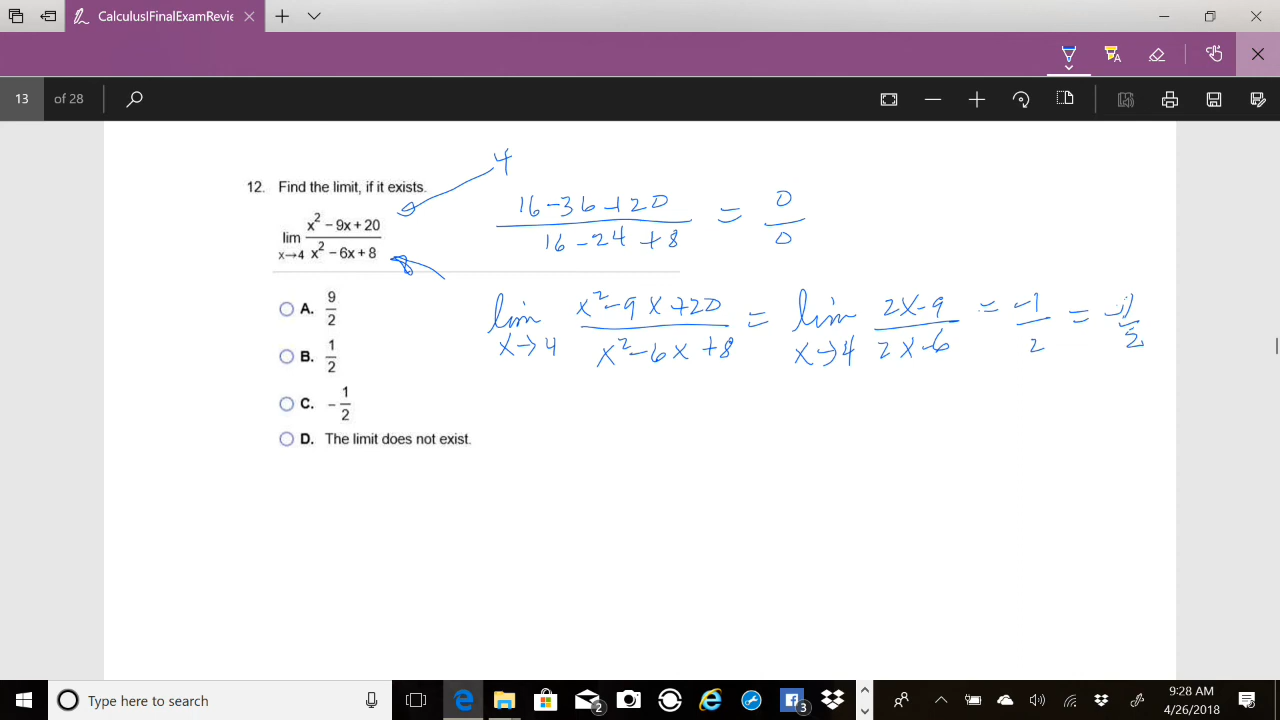 CalculusIFinalExamRevie
13 of 28
12. Find the limit, if it exists.
lim x→4 (x² − 9x + 20)/(x² − 6x + 8)
4
(16 − 36 + 20)/(16 − 24 + 8) = 0/0
lim x→4 (x² − 9x + 20)/(x² − 6x + 8) = lim x→4 (2x − 9)/(2x − 6) = −1/2 =
A. 9/2
B. 1/2
C. − 1/2
D. The limit does not exist.
Type here to search
2
3
9:28 AM
4/26/2018